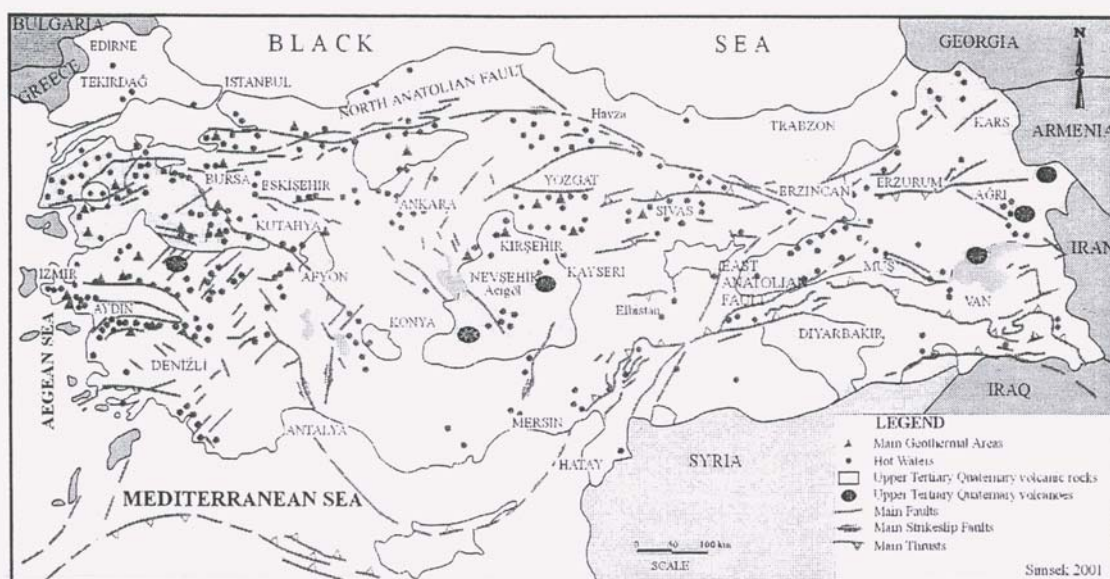 BULGARIA
BLACK SEA
GEORGIA
N
EDIRNE
GREECE
TEKIRDAĞ
ISTANBUL
NORTH ANATOLIAN FAULT
Havza
TRABZON
KARS
ARMENIA
BURSA
ESKIŞEHIR
ANKARA
YOZGAT
SIVAS
ERZINCAN
ERZURUM
AĞRI
KUTAHYA
KIRŞEHIR
IRAN
IZMIR
AFYON
NEVŞEHIR
Acıgöl
KAYSERI
EAST
ANATOLIAN
FAULT
MUŞ
AYDIN
KONYA
Elbistan
VAN
AEGEAN SEA
DENIZLI
DIYARBAKIR
IRAQ
ANTALYA
MERSIN
HATAY
SYRIA
MEDITERRANEAN SEA
LEGEND
Main Geothermal Areas
Hot Waters
Upper Tertiary Quaternary volcanic rocks
Upper Tertiary Quaternary volcanoes
Main Faults
Main Strikeslip Faults
Main Thrusts
0 50 100 km
SCALE
Simsek 2001